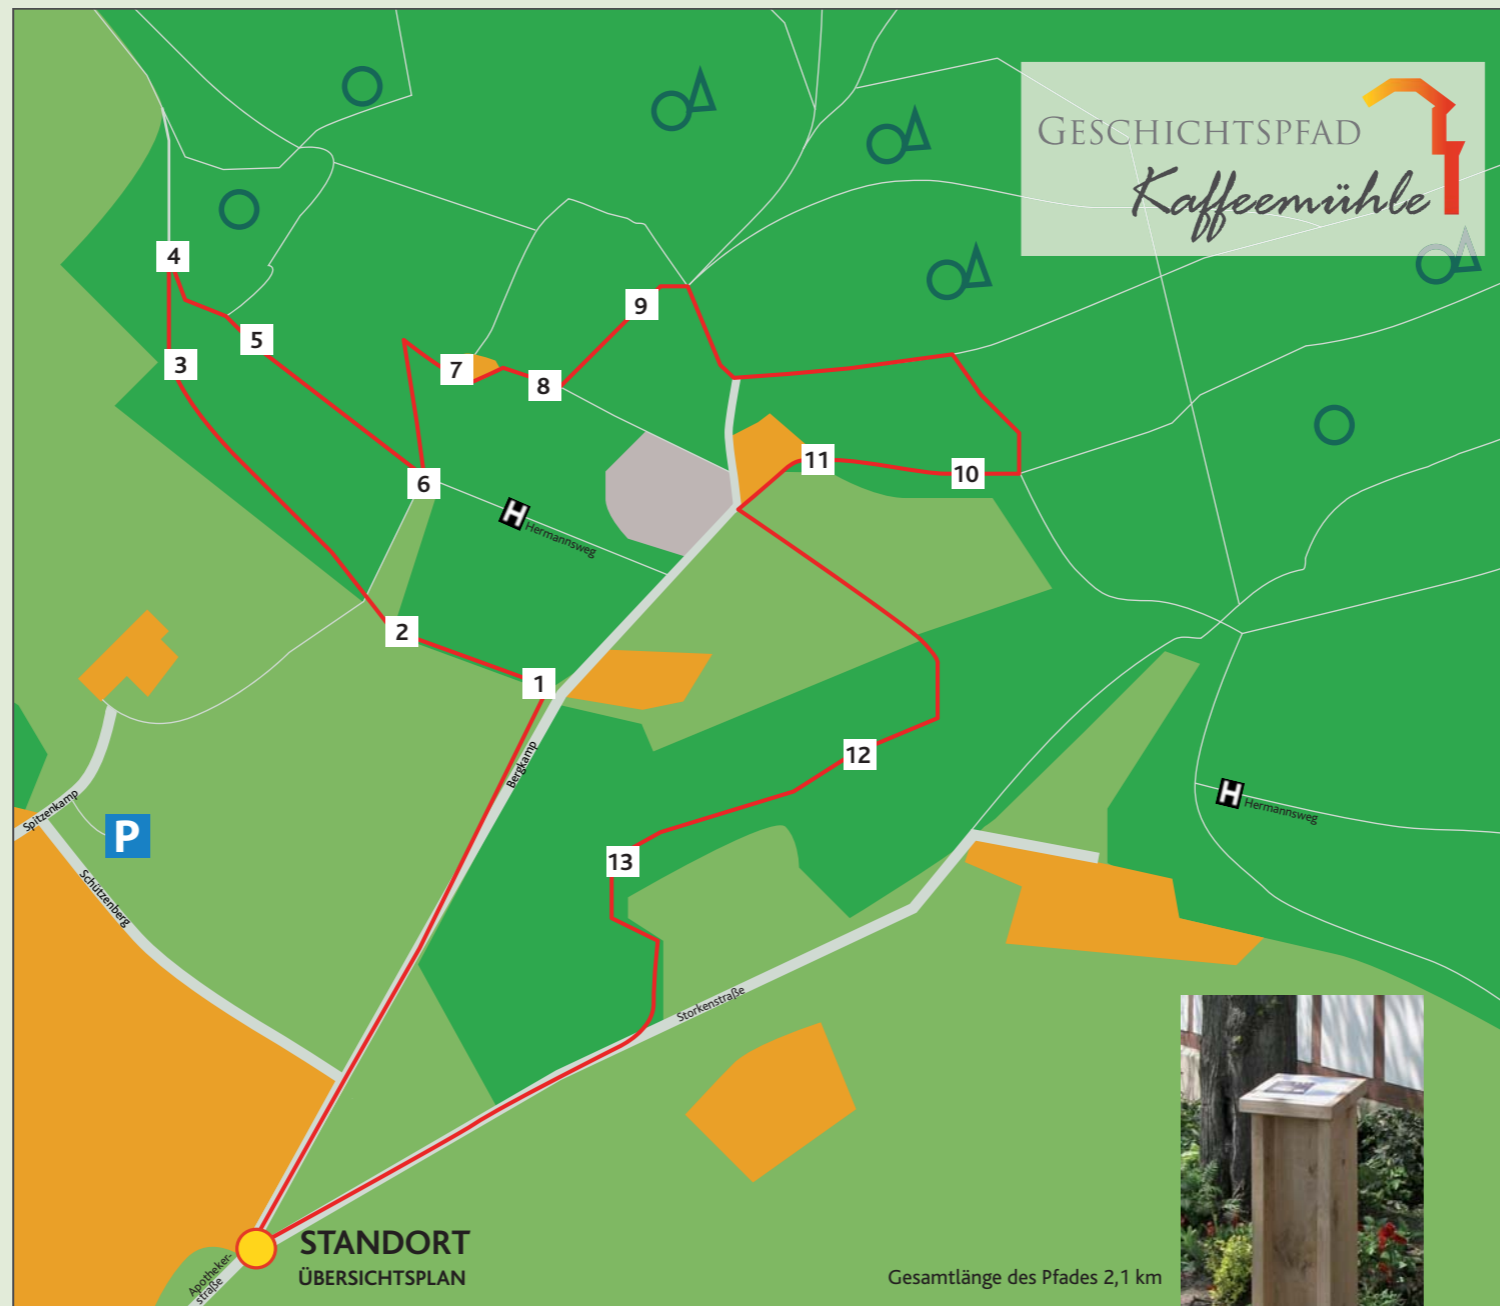 GESCHICHTSPFAD
Kaffeemühle
4
9
5
3
7
8
11
10
6
H
Hermannsweg
2
1
Bergkamp
12
H
Hermannsweg
Spitzenkamp
P
13
Schützenberg
Storkenstraße
STANDORT
ÜBERSICHTSPLAN
Apotheker-
straße
Gesamtlänge des Pfades 2,1 km